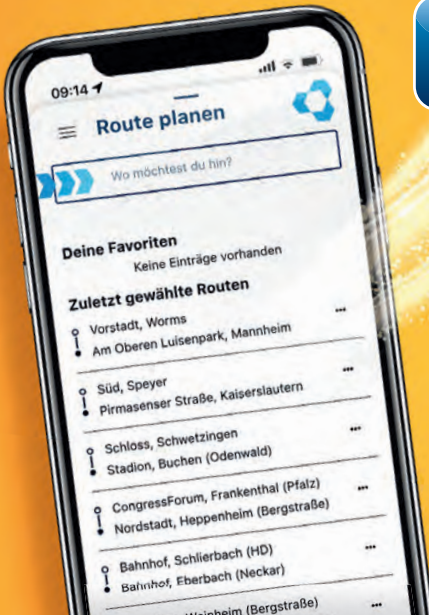 09:14
Route planen
Wo möchtest du hin?
Deine Favoriten
Keine Einträge vorhanden
Zuletzt gewählte Routen
Vorstadt, Worms
Am Oberen Luisenpark, Mannheim
Süd, Speyer
Pirmasenser Straße, Kaiserslautern
Schloss, Schwetzingen
Stadion, Buchen (Odenwald)
CongressForum, Frankenthal (Pfalz)
Nordstadt, Heppenheim (Bergstraße)
Bahnhof, Schlierbach (HD)
Bahnhof, Eberbach (Neckar)
Weinheim (Bergstraße)